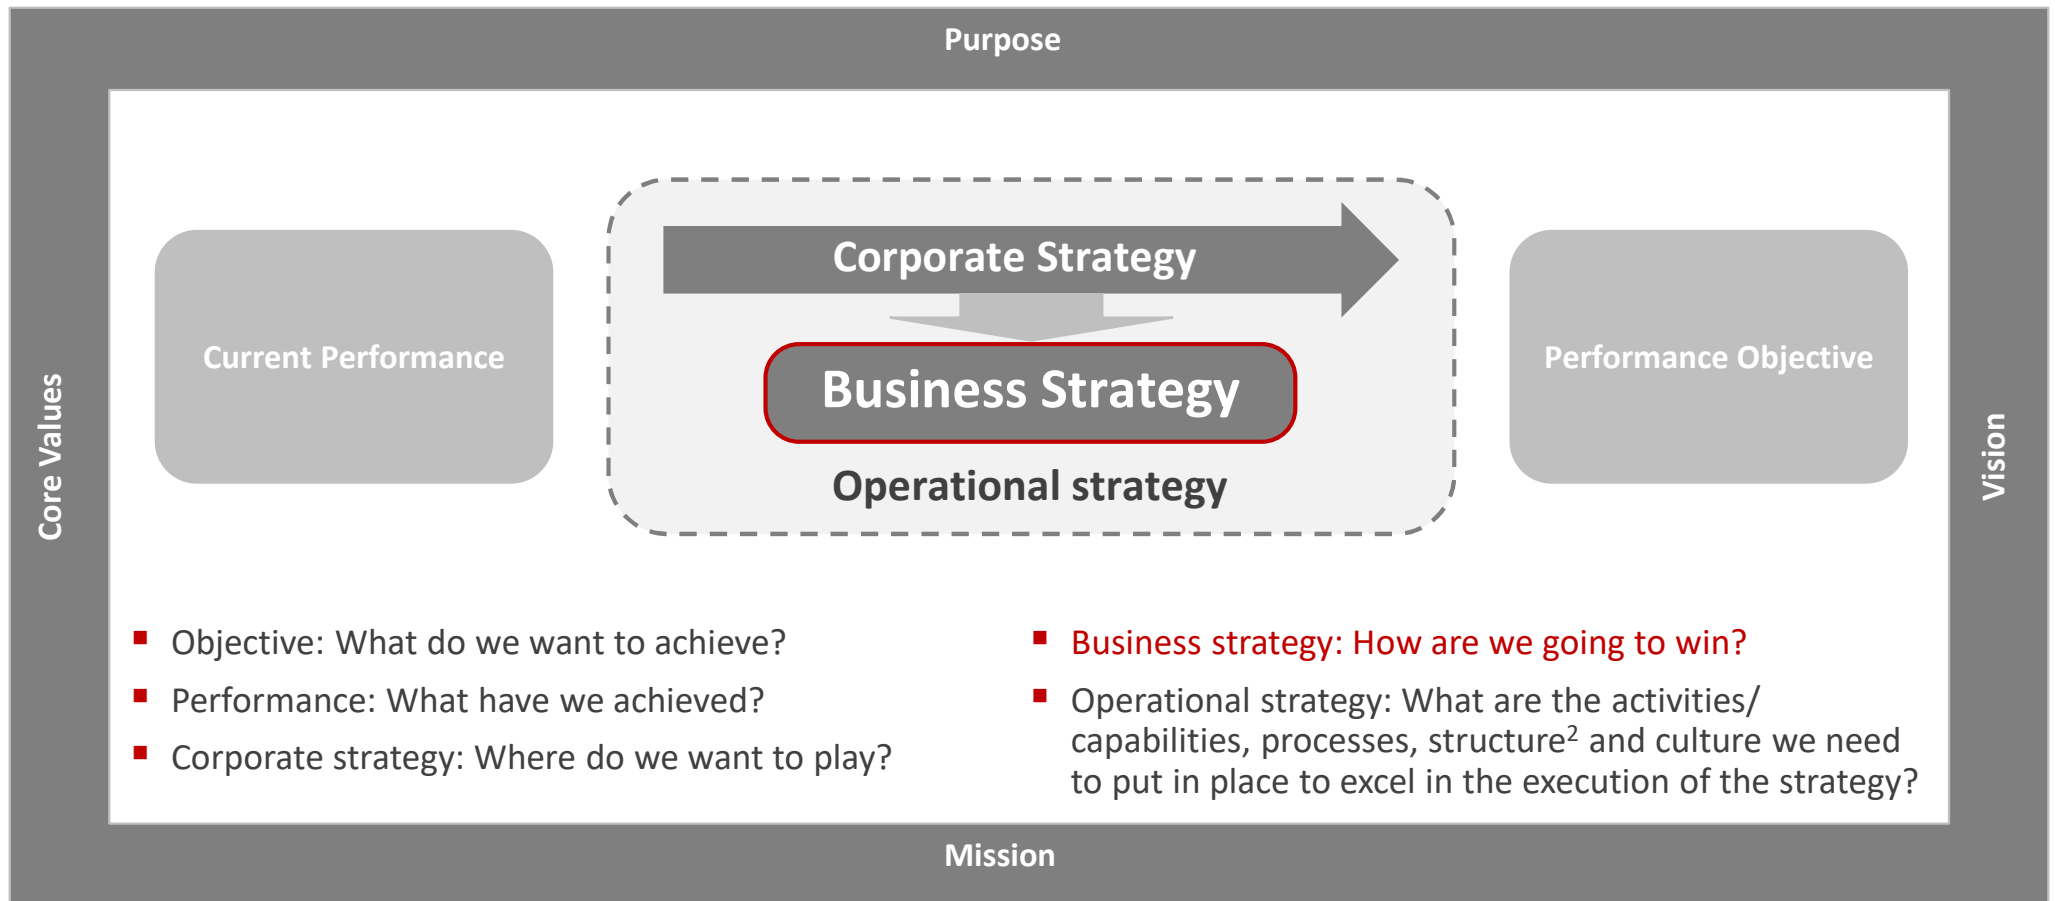 Purpose
Core Values
Current Performance
Corporate Strategy
Business Strategy
Operational strategy
Performance Objective
Vision
Objective: What do we want to achieve?
Performance: What have we achieved?
Corporate strategy: Where do we want to play?
Business strategy: How are we going to win?
Operational strategy: What are the activities/
capabilities, processes, structure² and culture we need
to put in place to excel in the execution of the strategy?
Mission